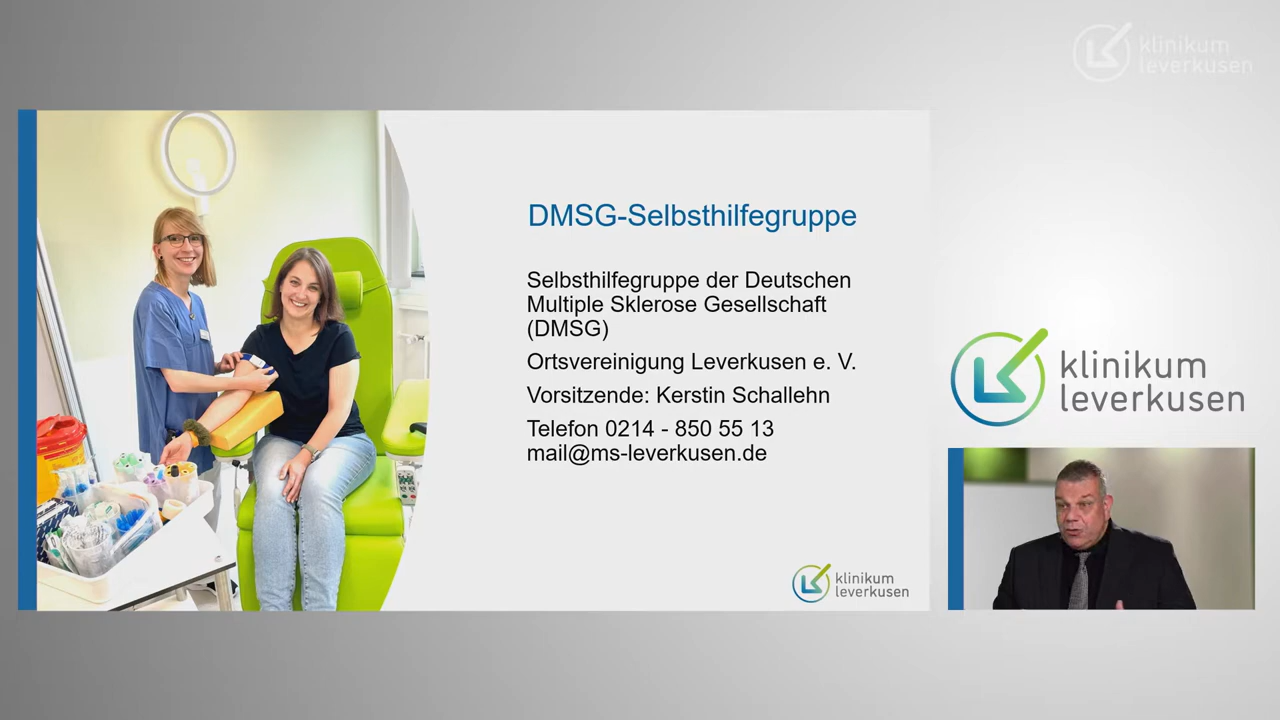 klinikum
leverkusen
DMSG-Selbsthilfegruppe
Selbsthilfegruppe der Deutschen
Multiple Sklerose Gesellschaft
(DMSG)
Ortsvereinigung Leverkusen e. V.
Vorsitzende: Kerstin Schallehn
Telefon 0214 - 850 55 13
mail@ms-leverkusen.de
klinikum
leverkusen
klinikum
leverkusen